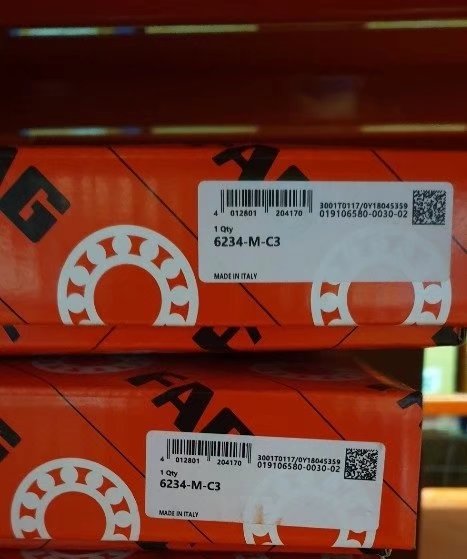 FAG
FAG
4 012801 204170
3001T0117/0Y18045359
019106580-0030-02
1 Qty
6234-M-C3
MADE IN ITALY
FAG
4 012801 204170
3001T0117/0Y18045359
019106580-0030-02
1 Qty
6234-M-C3
MADE IN ITALY